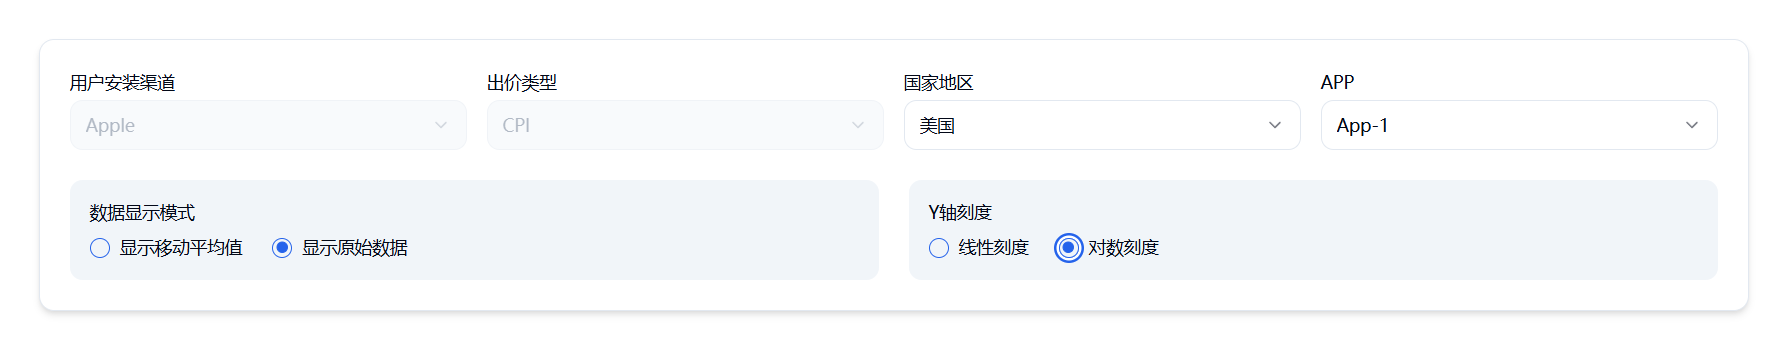 用户安装渠道 出价类型 国家地区 APP
Apple CPI 美国 App-1
数据显示模式 Y轴刻度
显示移动平均值 显示原始数据 线性刻度 对数刻度